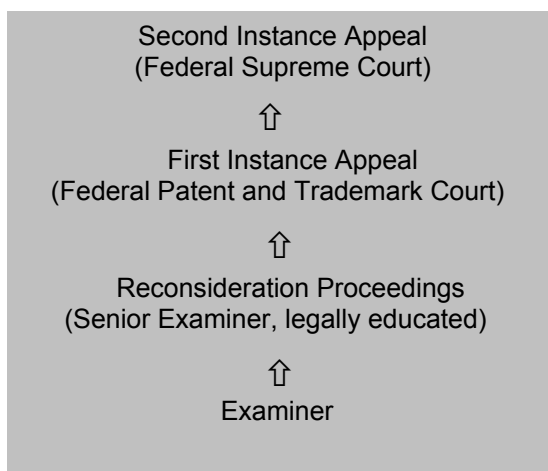 Second Instance Appeal
(Federal Supreme Court)
⇧
First Instance Appeal
(Federal Patent and Trademark Court)
⇧
Reconsideration Proceedings
(Senior Examiner, legally educated)
⇧
Examiner